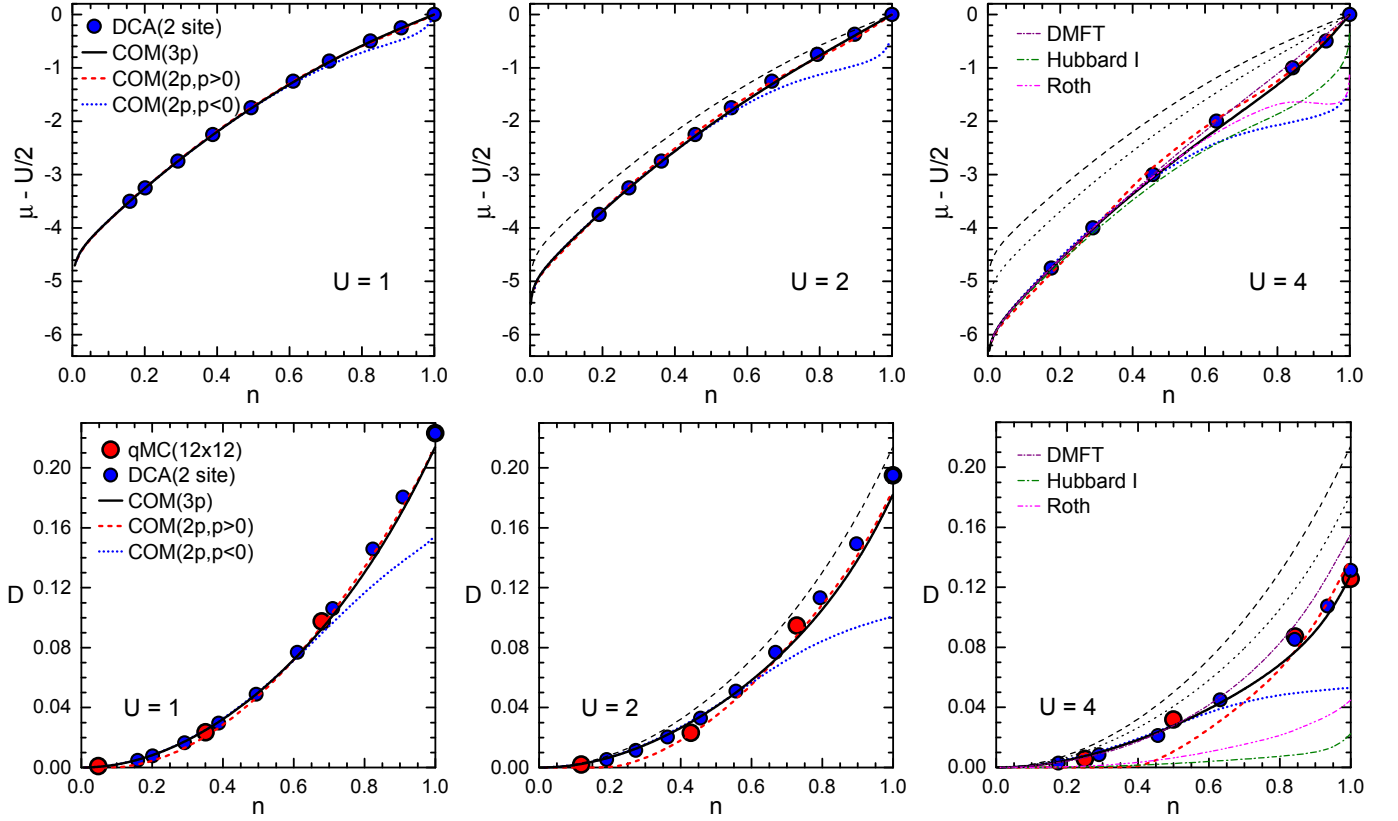 0
-1
-2
-3
-4
-5
-6
μ - U/2
DCA(2 site)
COM(3p)
COM(2p,p>0)
COM(2p,p<0)
U = 1
0.0 0.2 0.4 0.6 0.8 1.0
n
0
-1
-2
-3
-4
-5
-6
μ - U/2
U = 2
0.0 0.2 0.4 0.6 0.8 1.0
n
0
-1
-2
-3
-4
-5
-6
μ - U/2
DMFT
Hubbard I
Roth
U = 4
0.0 0.2 0.4 0.6 0.8 1.0
n
0.20
0.16
0.12
0.08
0.04
0.00
D
qMC(12x12)
DCA(2 site)
COM(3p)
COM(2p,p>0)
COM(2p,p<0)
U = 1
0.0 0.2 0.4 0.6 0.8 1.0
n
0.20
0.16
0.12
0.08
0.04
0.00
D
U = 2
0.0 0.2 0.4 0.6 0.8 1.0
n
0.20
0.16
0.12
0.08
0.04
0.00
D
DMFT
Hubbard I
Roth
U = 4
0.0 0.2 0.4 0.6 0.8 1.0
n